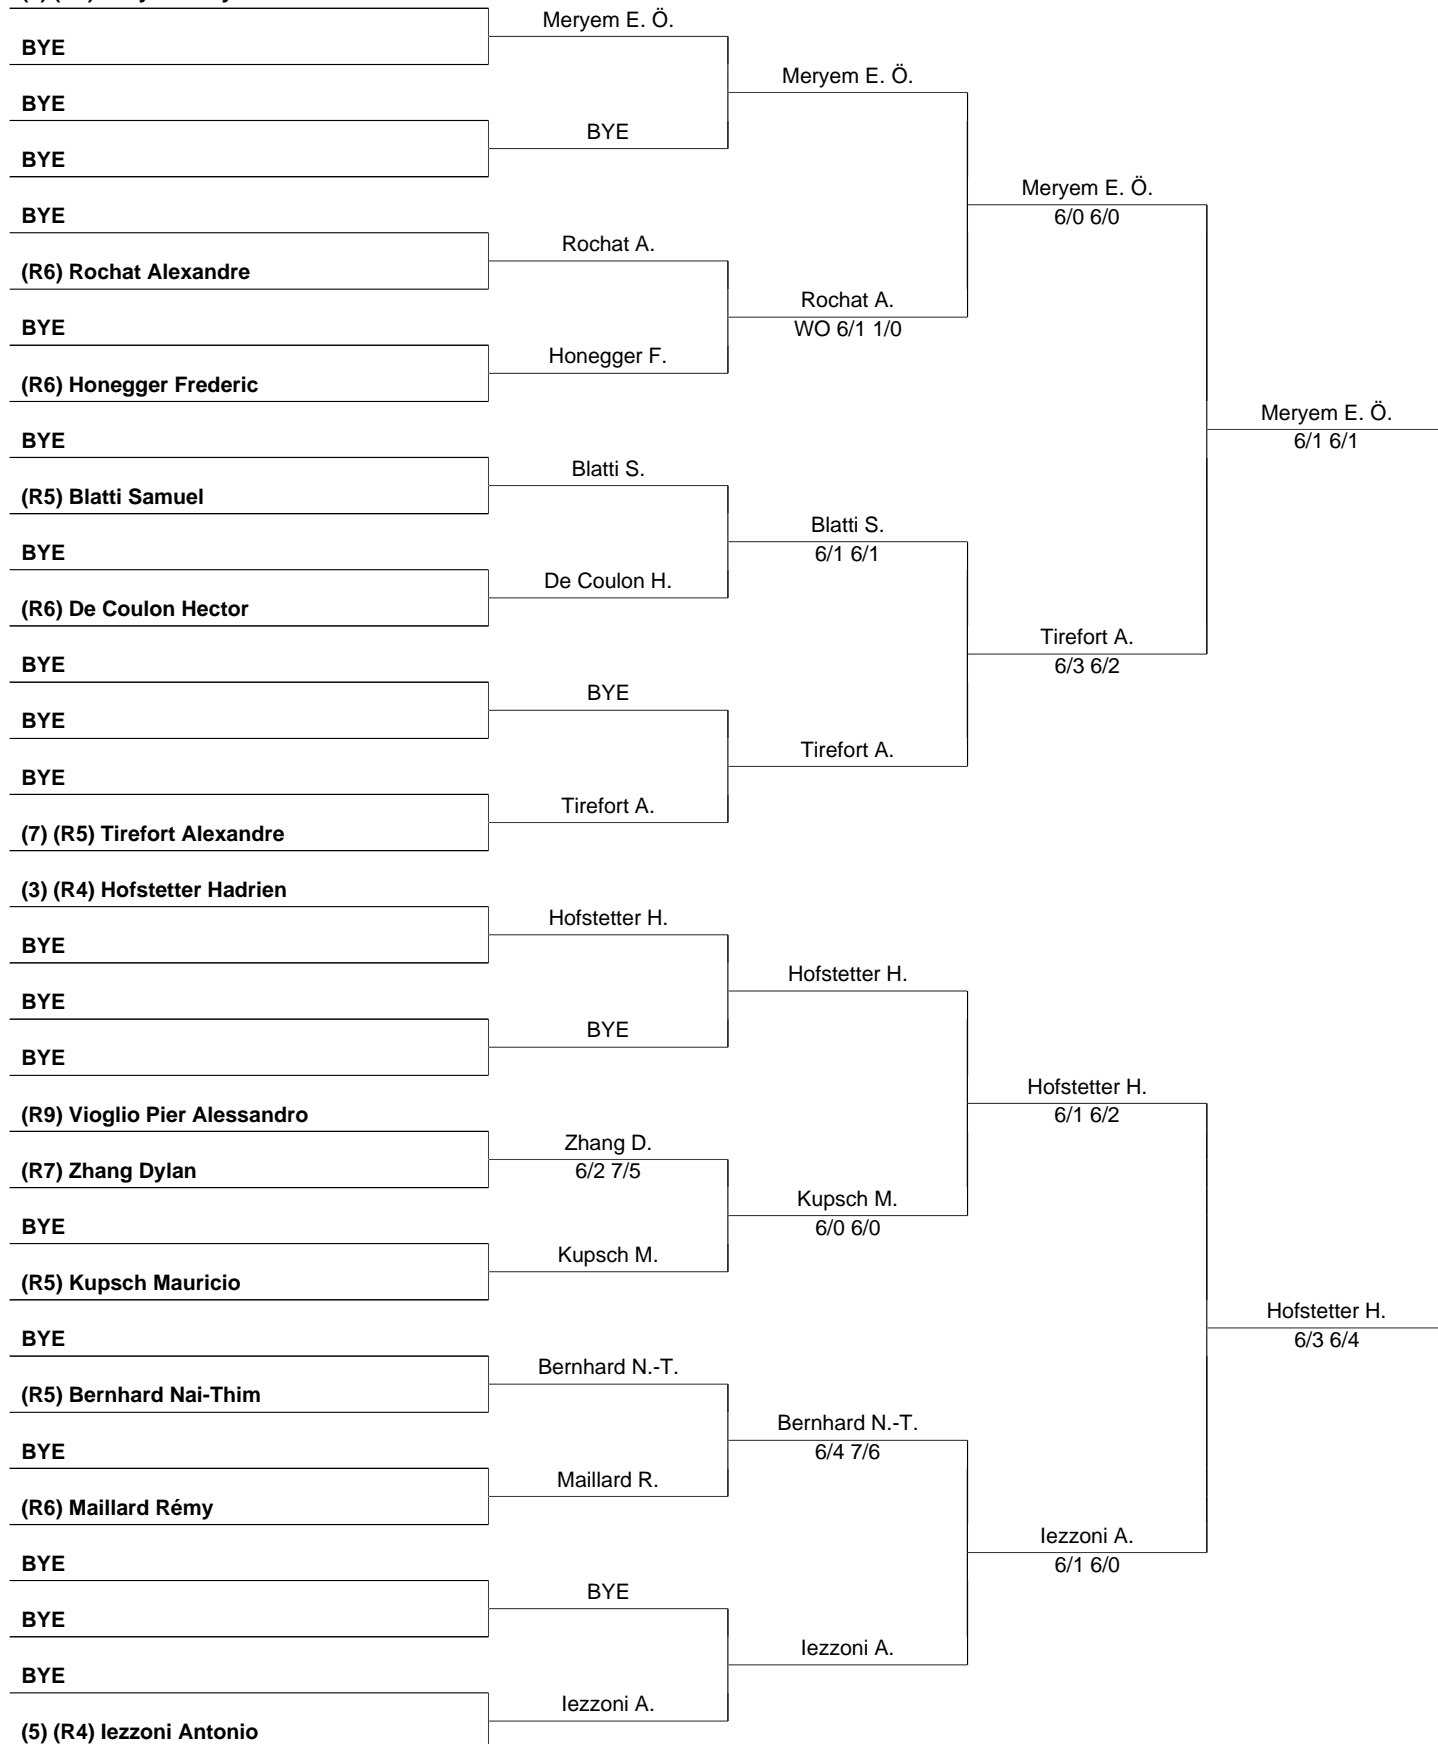 Meryem E. Ö.
BYE
Meryem E. Ö.
BYE
BYE
BYE
Meryem E. Ö.
BYE
6/0 6/0
Rochat A.
(R6) Rochat Alexandre
Rochat A.
BYE
WO 6/1 1/0
Honegger F.
(R6) Honegger Frederic
Meryem E. Ö.
BYE
6/1 6/1
Blatti S.
(R5) Blatti Samuel
Blatti S.
BYE
6/1 6/1
De Coulon H.
(R6) De Coulon Hector
Tirefort A.
BYE
6/3 6/2
BYE
BYE
Tirefort A.
BYE
Tirefort A.
(7) (R5) Tirefort Alexandre
(3) (R4) Hofstetter Hadrien
Hofstetter H.
BYE
Hofstetter H.
BYE
BYE
BYE
Hofstetter H.
(R9) Vioglio Pier Alessandro
6/1 6/2
Zhang D.
(R7) Zhang Dylan
6/2 7/5
Kupsch M.
BYE
6/0 6/0
Kupsch M.
(R5) Kupsch Mauricio
Hofstetter H.
BYE
6/3 6/4
Bernhard N.-T.
(R5) Bernhard Nai-Thim
Bernhard N.-T.
BYE
6/4 7/6
Maillard R.
(R6) Maillard Rémy
Iezzoni A.
BYE
6/1 6/0
BYE
BYE
Iezzoni A.
BYE
Iezzoni A.
(5) (R4) Iezzoni Antonio